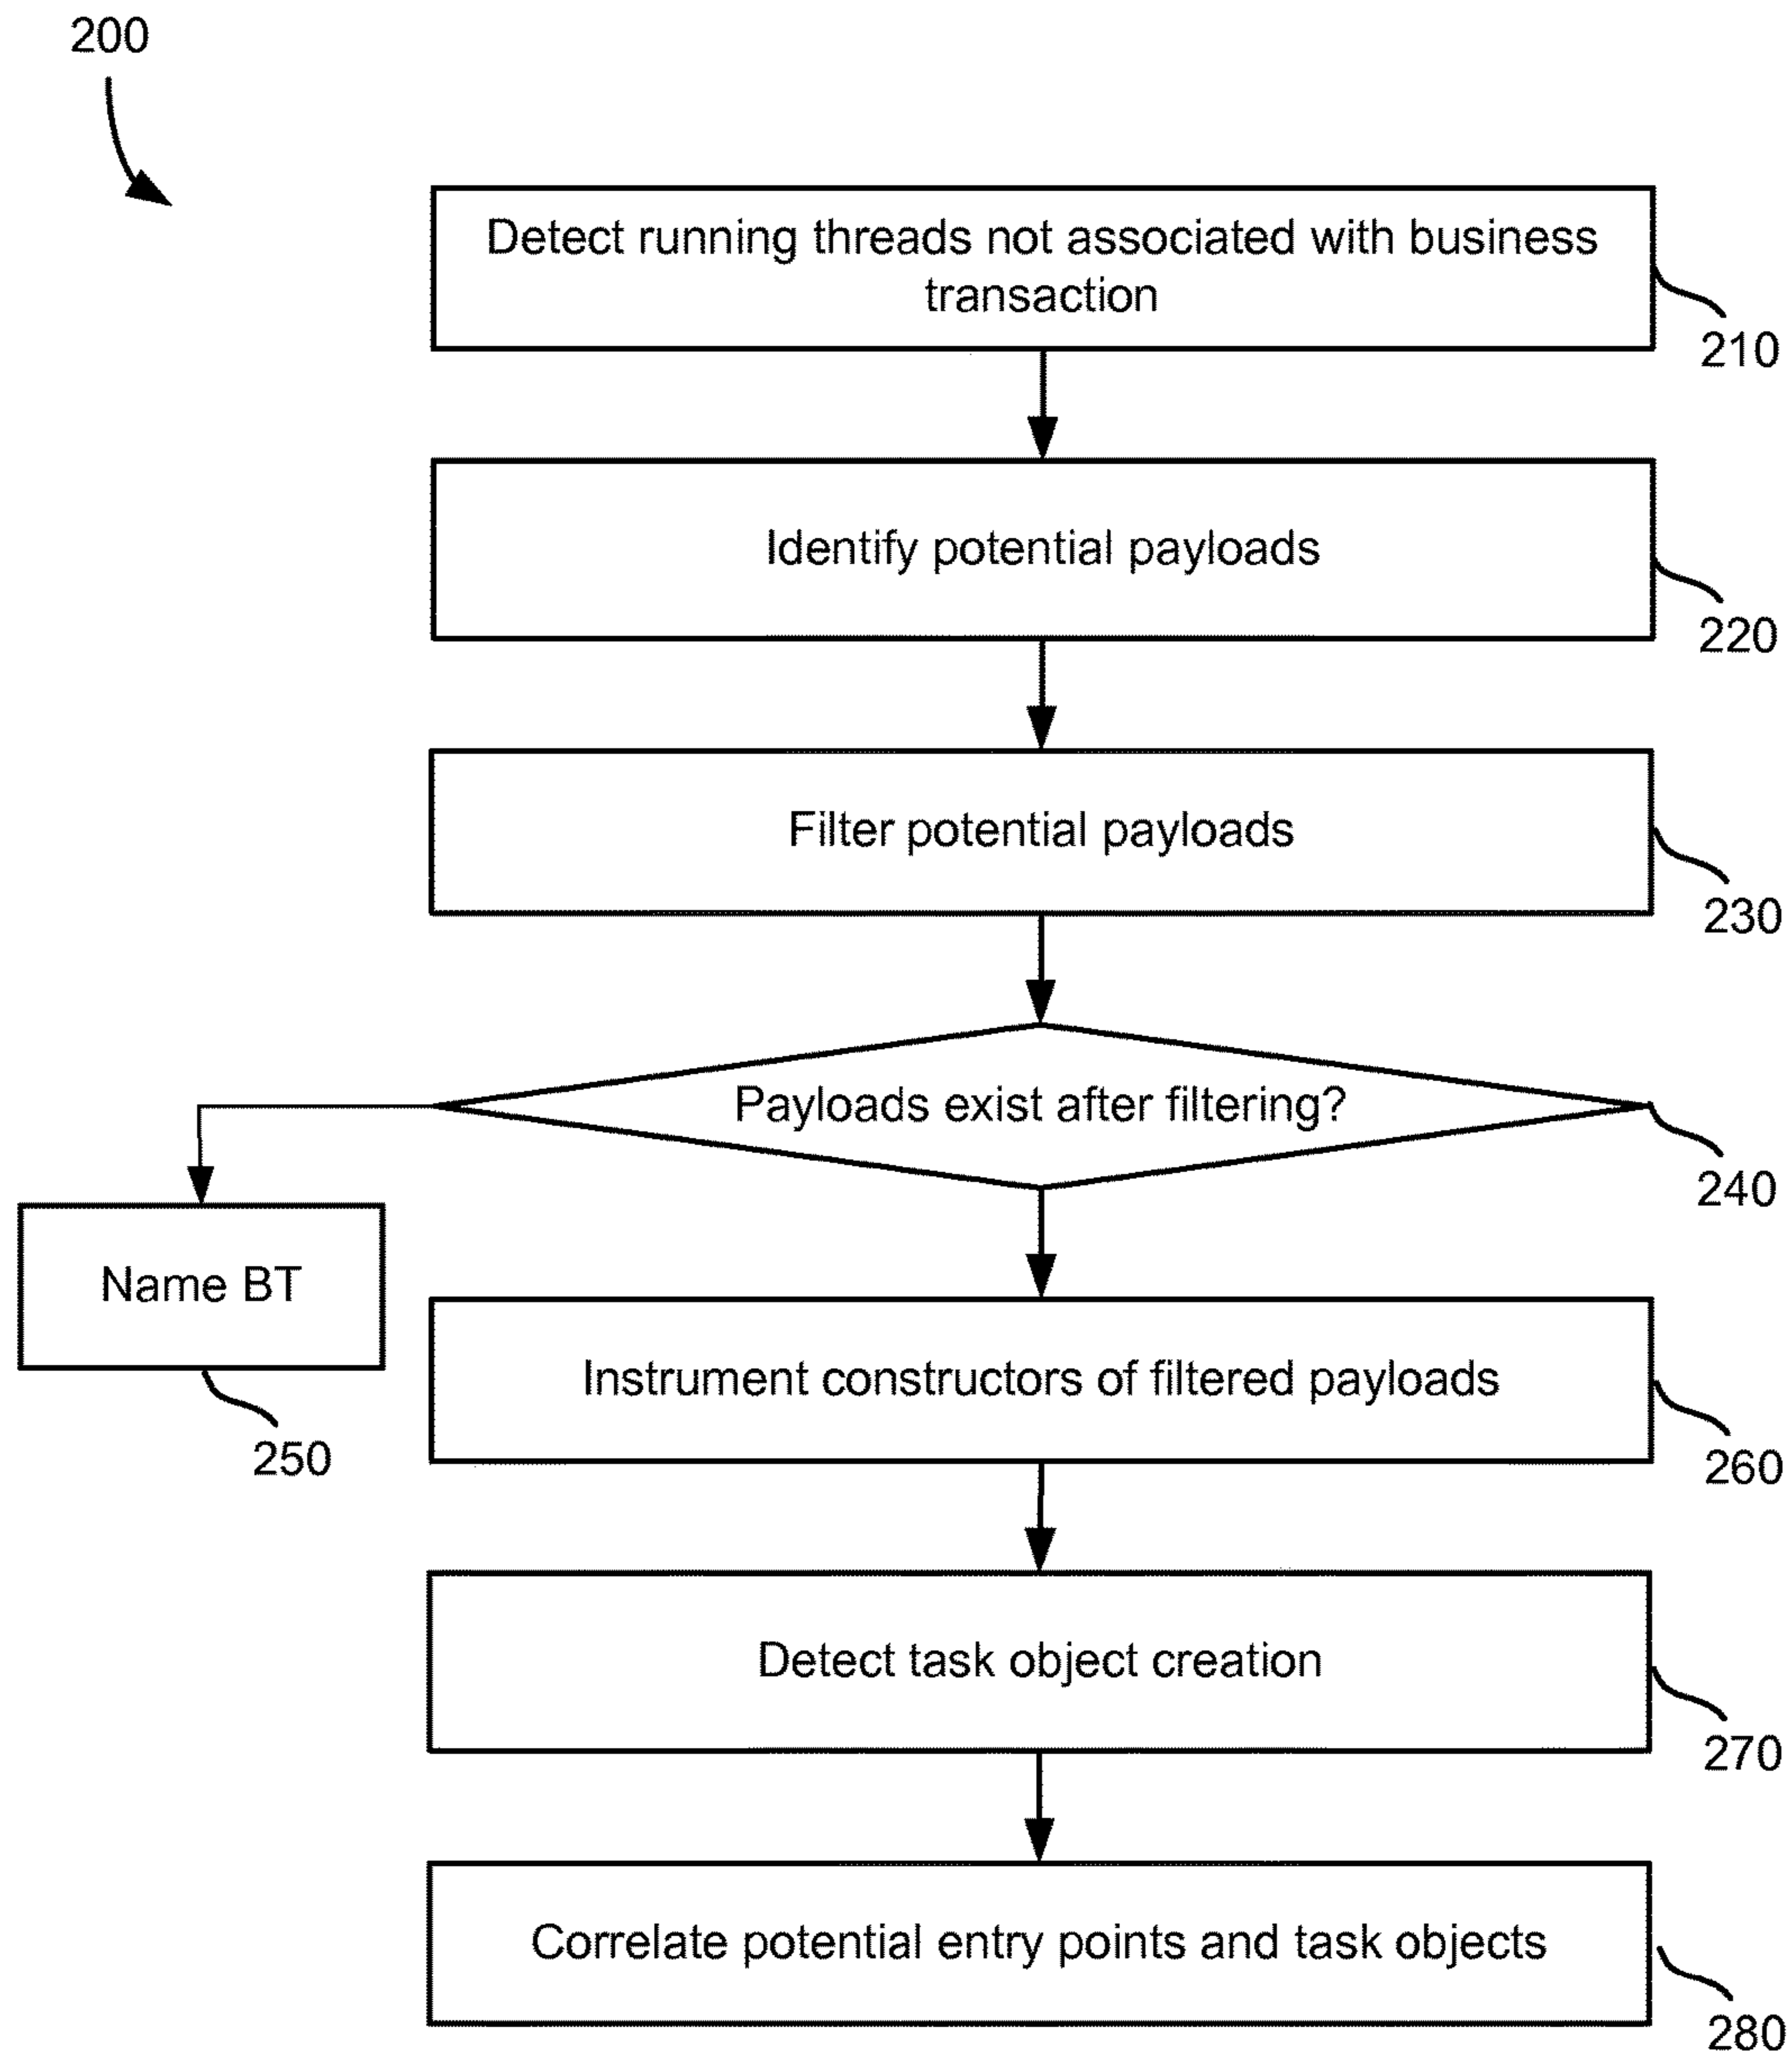 200
Detect running threads not associated with business
transaction
210
Identify potential payloads
220
Filter potential payloads
230
Payloads exist after filtering?
240
Name BT
250
Instrument constructors of filtered payloads
260
Detect task object creation
270
Correlate potential entry points and task objects
280